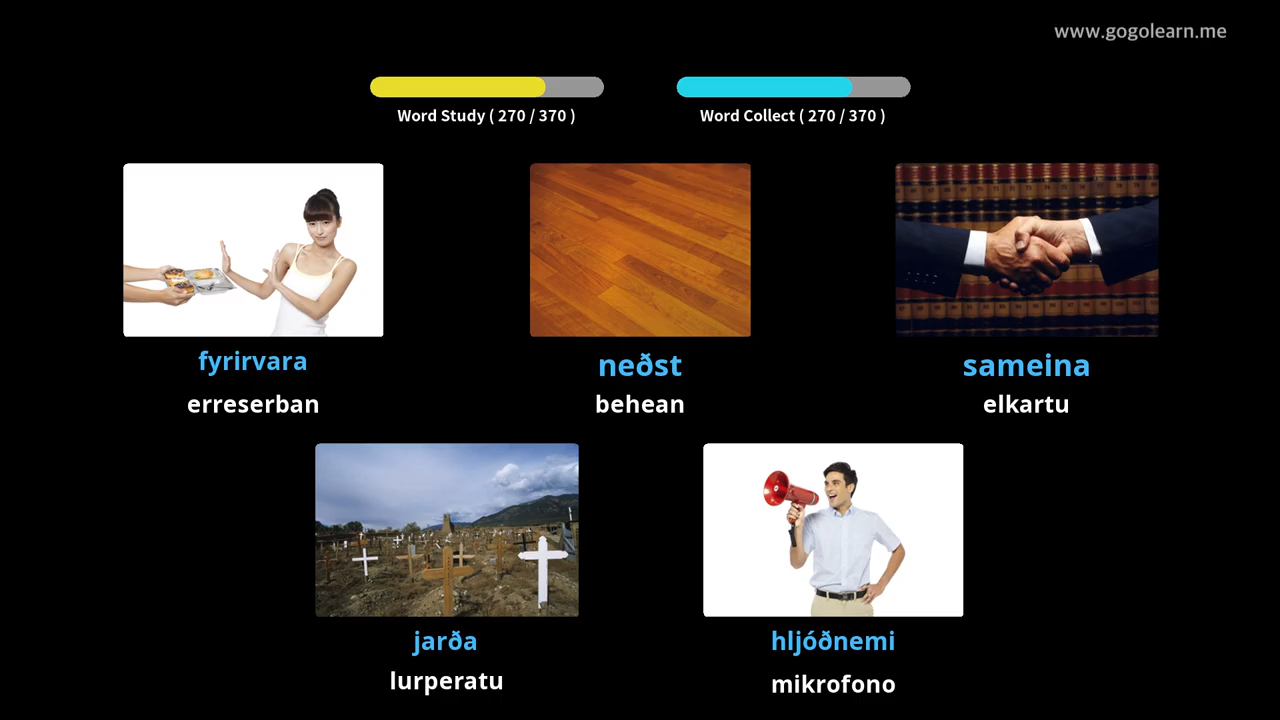 www.gogolearn.me
Word Study ( 270 / 370 )
Word Collect ( 270 / 370 )
fyrirvara
erreserban
neðst
behean
sameina
elkartu
jarða
lurperatu
hljóðnemi
mikrofono